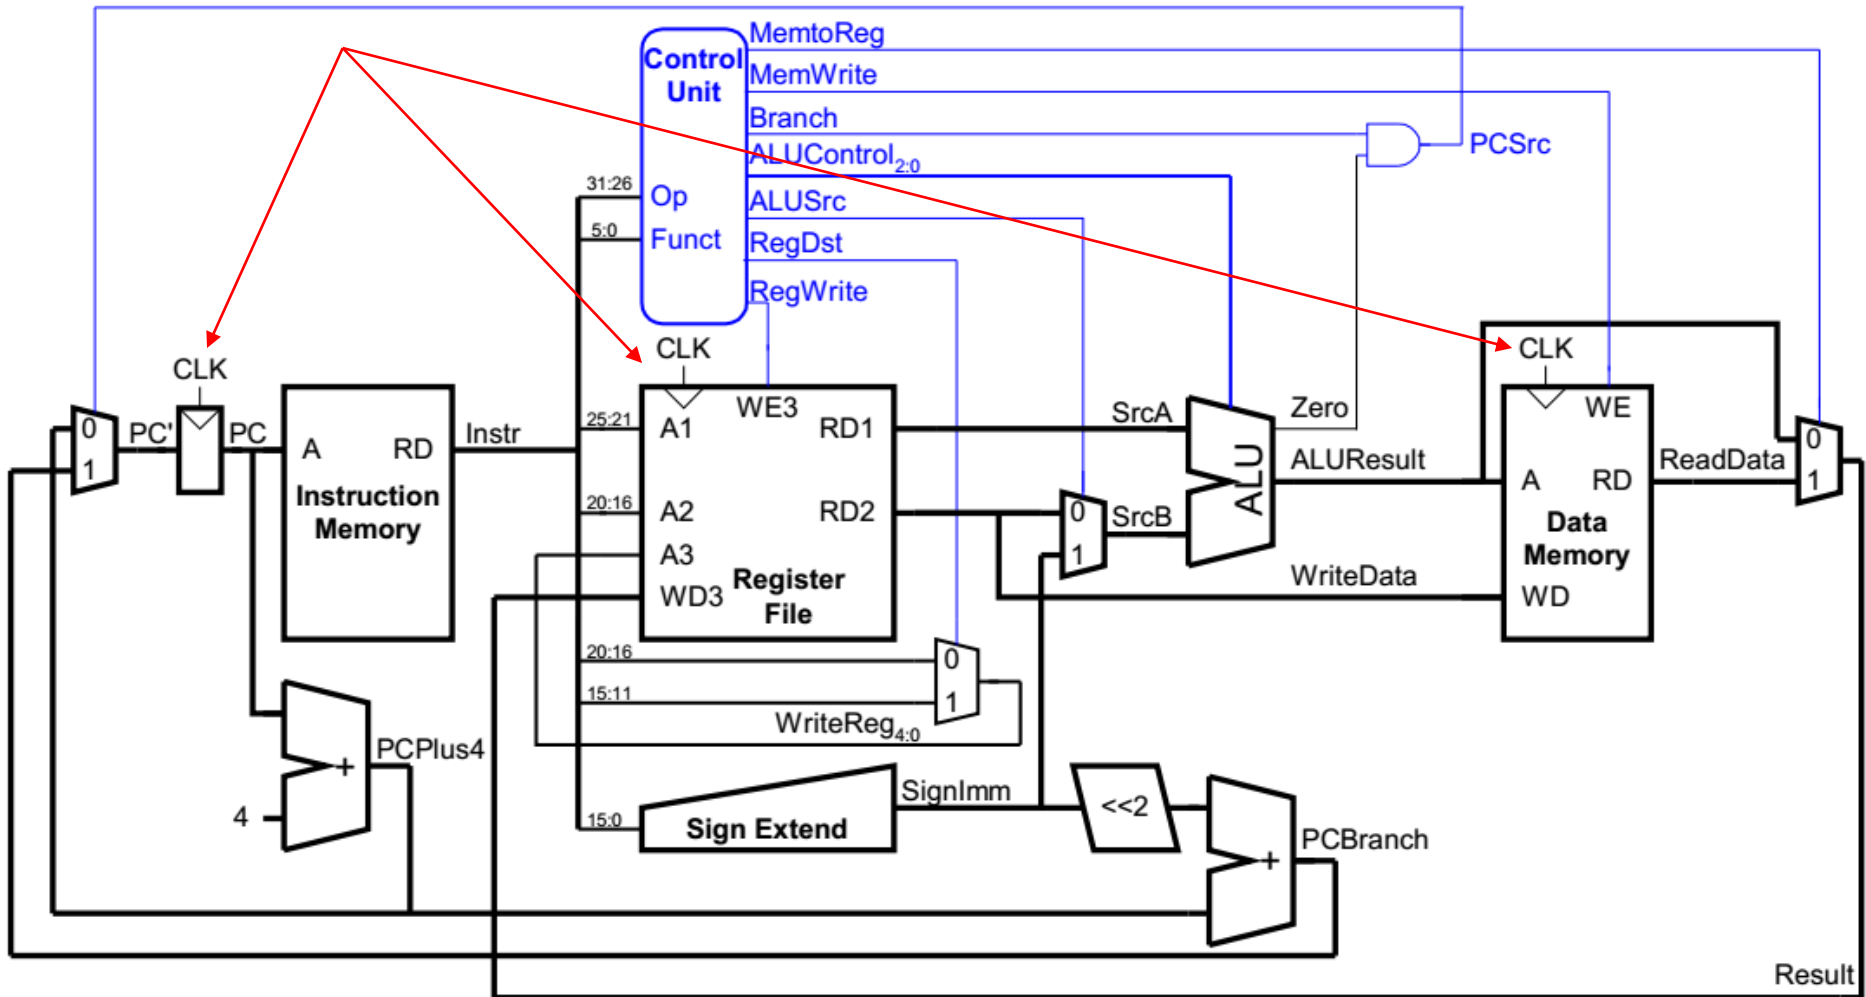 MemtoReg
Control
Unit
MemWrite
Branch
ALUControl2:0
PCSrc
31:26
Op
ALUSrc
5:0
Funct
RegDst
RegWrite
CLK
CLK
CLK
WE3
WE
Zero
SrcA
0
1
PC'
PC
A
RD
Instr
Instruction
Memory
25:21
A1
RD1
ALU
ALUResult
A
RD
ReadData
0
1
20:16
A2
RD2
0
1
SrcB
Data
Memory
A3
WD3
Register
File
WriteData
WD
20:16
0
15:11
1
WriteReg4:0
PCPlus4
+
4
SignImm
<<2
15:0
Sign Extend
+
PCBranch
Result